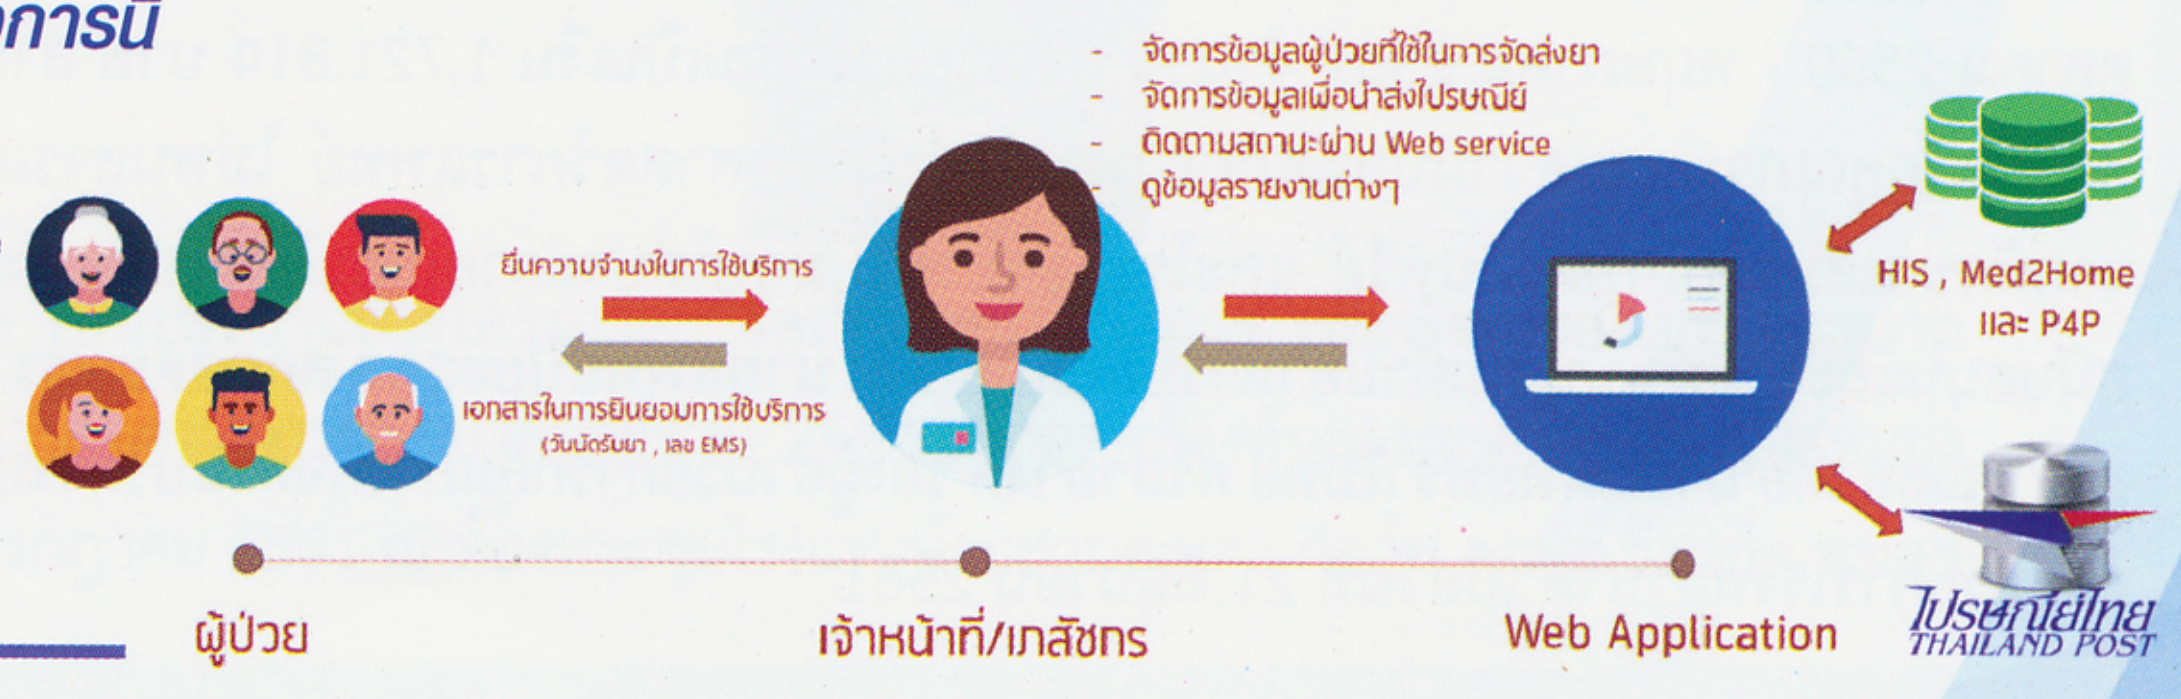 การนี้
- จัดการข้อมูลผู้ป่วยที่ใช้ในการจัดส่งยา
- จัดการข้อมูลเพื่อนำส่งไปรษณีย์
- ติดตามสถานะผ่าน Web service
- ดูข้อมูลรายงานต่างๆ
ยื่นความจำนงในการใช้บริการ
เอกสารในการยินยอมการใช้บริการ
(วันนัดรับยา , เลข EMS)
HIS , Med2Home
และ P4P
ผู้ป่วย
เจ้าหน้าที่/เภสัชกร
Web Application
ไปรษณีย์ไทย
THAILAND POST